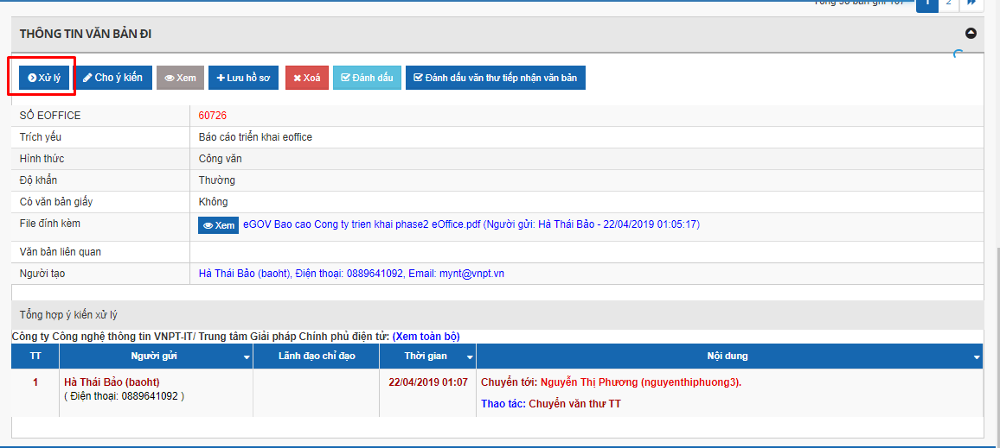 Tổng số bản ghi 107
1
2
THÔNG TIN VĂN BẢN ĐI
Xử lý
Cho ý kiến
Xem
Lưu hồ sơ
Xoá
Đánh dấu
Đánh dấu văn thư tiếp nhận văn bản
SỐ EOFFICE 60726
Trích yếu Báo cáo triển khai eoffice
Hình thức Công văn
Độ khẩn Thường
Có văn bản giấy Không
File đính kèm Xem eGOV Bao cao Cong ty trien khai phase2 eOffice.pdf (Người gửi: Hà Thái Bảo - 22/04/2019 01:05:17)
Văn bản liên quan
Người tạo Hà Thái Bảo (baoht), Điện thoại: 0889641092, Email: mynt@vnpt.vn
Tổng hợp ý kiến xử lý
Công ty Công nghệ thông tin VNPT-IT/ Trung tâm Giải pháp Chính phủ điện tử: (Xem toàn bộ)
TT Người gửi Lãnh đạo chỉ đạo Thời gian Nội dung
1 Hà Thái Bảo (baoht) 22/04/2019 01:07 Chuyển tới: Nguyễn Thị Phương (nguyenthiphuong3).
( Điện thoại: 0889641092 )
Thao tác: Chuyển văn thư TT